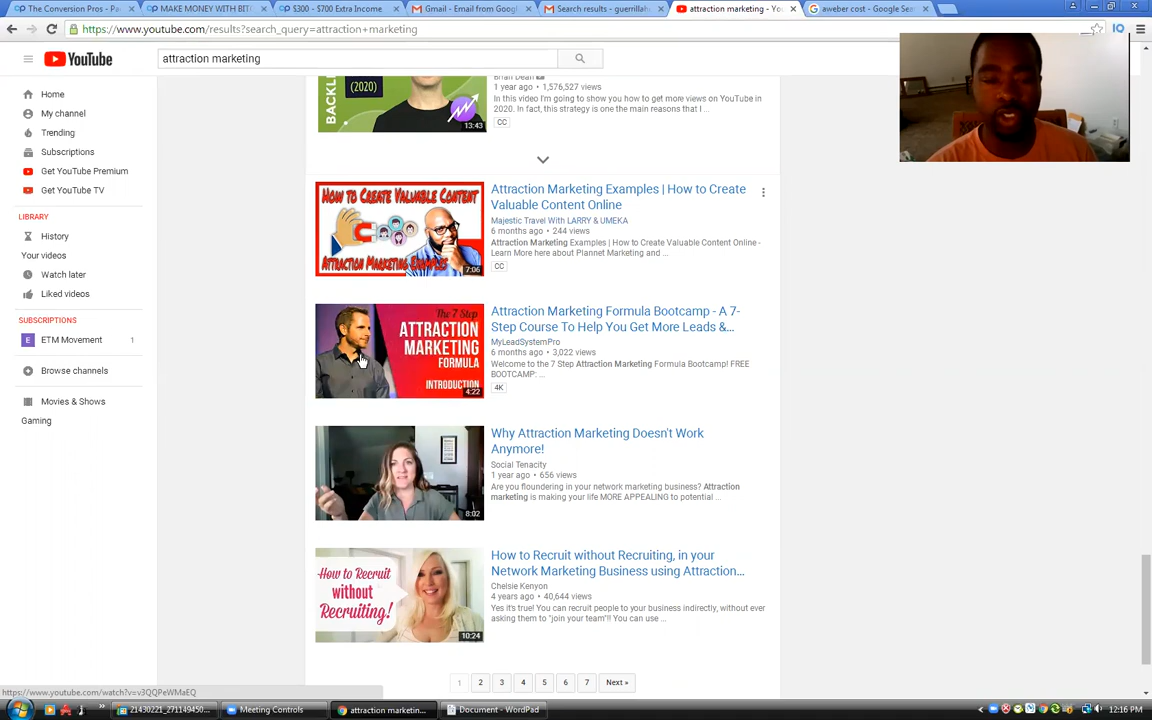 The Conversion Pros - Pa
MAKE MONEY WITH BIT
$300 - $700 Extra Income
Gmail - Email from Goog
Search results - guerrillah
attraction marketing - Yo
aweber cost - Google Sea
https://www.youtube.com/results?search_query=attraction+marketing
YouTube
attraction marketing
Home
My channel
Trending
Subscriptions
Get YouTube Premium
Get YouTube TV
LIBRARY
History
Your videos
Watch later
Liked videos
SUBSCRIPTIONS
ETM Movement 1
Browse channels
Movies & Shows
Gaming
BACKLI
(2020)
13:43
Brian Dean
1 year ago • 1,576,527 views
In this video I'm going to show you how to get more views on YouTube in
2020. In fact, this strategy is one the main reasons that I ...
CC
HOW TO CREATE VALUABLE CONTENT
ATTRACTION MARKETING EXAMPLES
7:06
Attraction Marketing Examples | How to Create
Valuable Content Online
Majestic Travel With LARRY & UMEKA
6 months ago • 244 views
Attraction Marketing Examples | How to Create Valuable Content Online -
Learn More here about Plannet Marketing and ...
CC
The 7 Step
ATTRACTION
MARKETING
FORMULA
INTRODUCTION
4:22
Attraction Marketing Formula Bootcamp - A 7-
Step Course To Help You Get More Leads &...
MyLeadSystemPro
6 months ago • 3,022 views
Welcome to the 7 Step Attraction Marketing Formula Bootcamp! FREE
BOOTCAMP: ...
4K
8:02
Why Attraction Marketing Doesn't Work
Anymore!
Social Tenacity
1 year ago • 656 views
Are you floundering in your network marketing business? Attraction
marketing is making your life MORE APPEALING to potential ...
How to Recruit
without
Recruiting!
10:24
How to Recruit without Recruiting, in your
Network Marketing Business using Attraction...
Chelsie Kenyon
4 years ago • 40,644 views
Yes it's true! You can recruit people to your business indirectly, without ever
asking them to "join your team"!! You can use ...
1 2 3 4 5 6 7 Next »
https://www.youtube.com/watch?v=v3QQPeWMaEQ
21430221_271149450...
Meeting Controls
attraction marketin...
Document - WordPad
12:16 PM